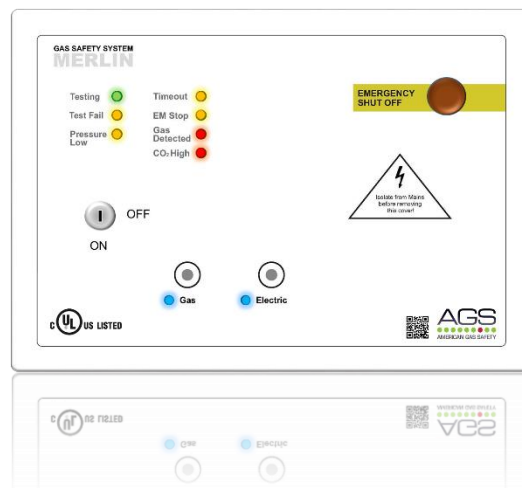 GAS SAFETY SYSTEM
MERLIN
Testing
Timeout
Test Fail
EM Stop
Pressure
Low
Gas
Detected
CO₂ High
EMERGENCY
SHUT OFF
Isolate from Mains
before removing
this cover!
OFF
ON
Gas
Electric
C UL US LISTED
AGS
AMERICAN GAS SAFETY